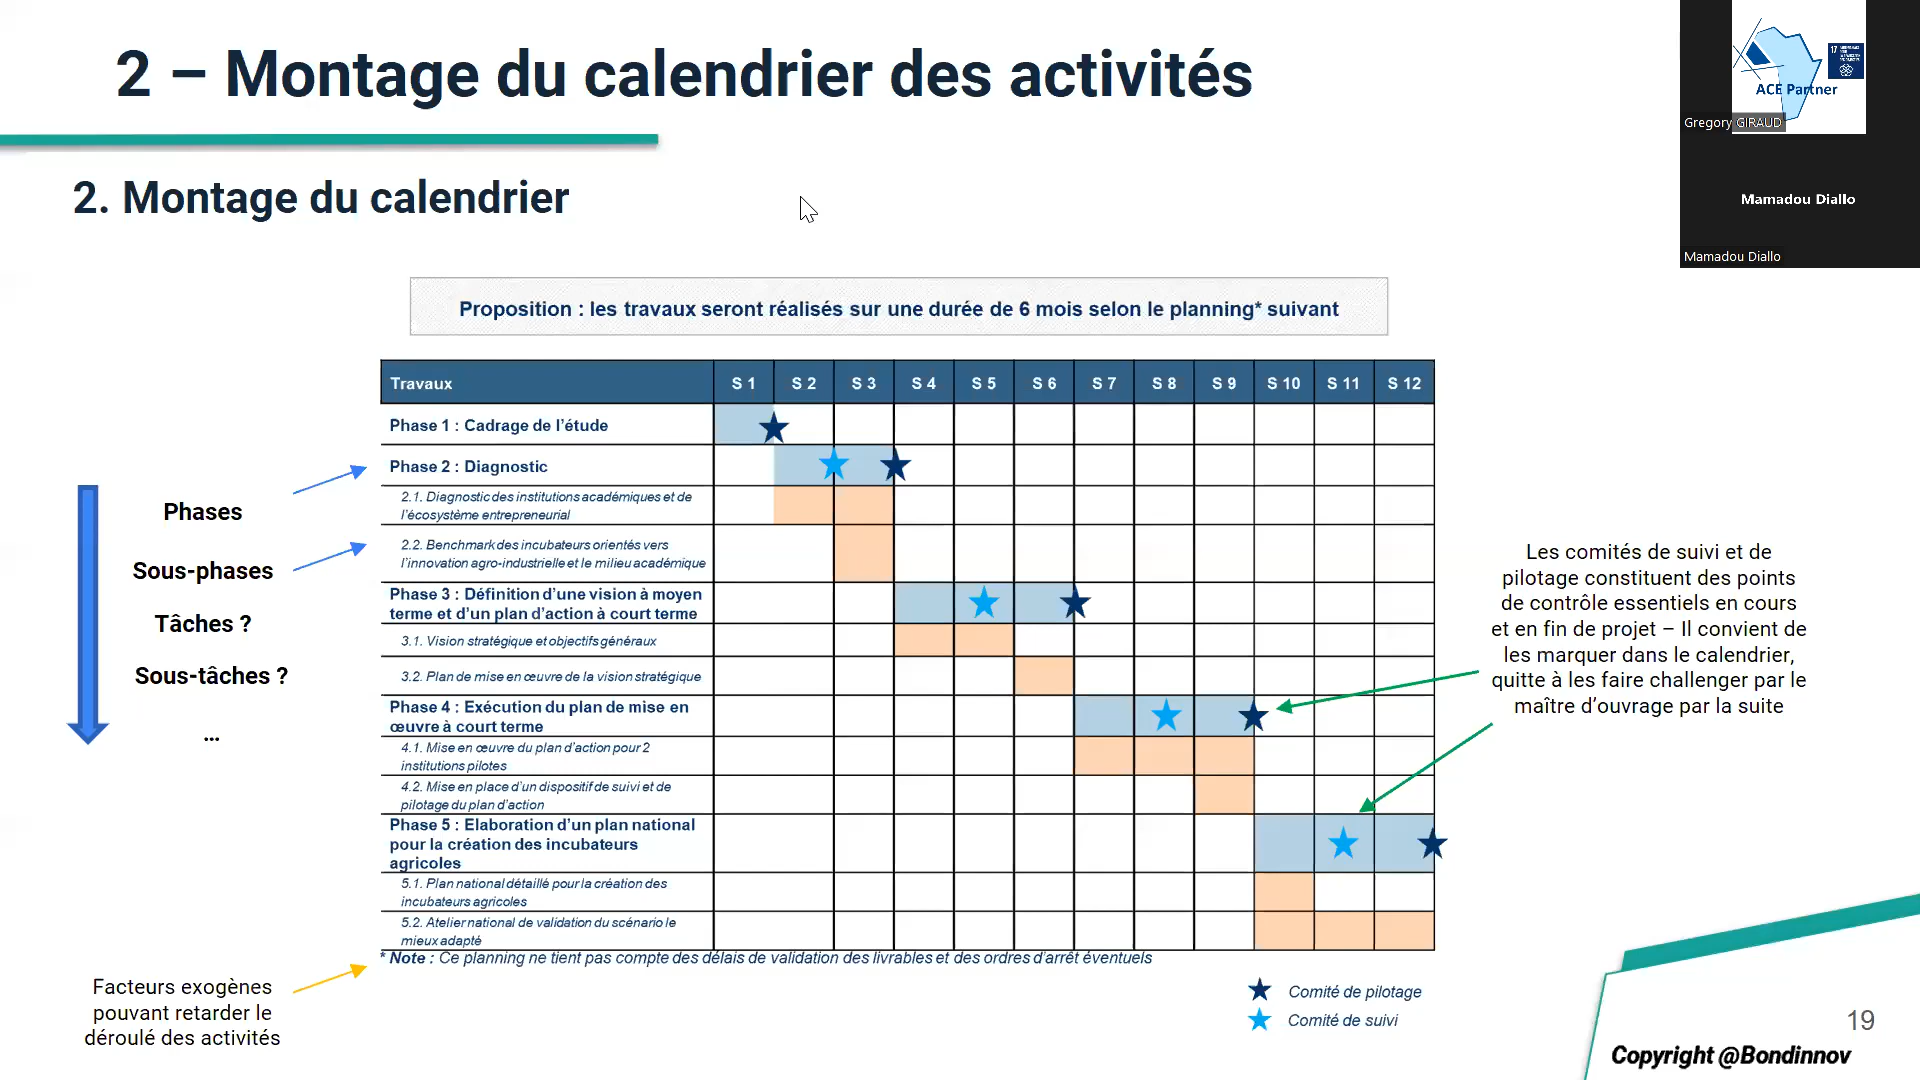 2 – Montage du calendrier des activités
ACE Partner
17
Gregory GIRAUD
Mamadou Diallo
Mamadou Diallo
2. Montage du calendrier
Proposition : les travaux seront réalisés sur une durée de 6 mois selon le planning* suivant
Travaux S 1 S 2 S 3 S 4 S 5 S 6 S 7 S 8 S 9 S 10 S 11 S 12
Phase 1 : Cadrage de l’étude
Phase 2 : Diagnostic
2.1. Diagnostic des institutions académiques et de
l’écosystème entrepreneurial
2.2. Benchmark des incubateurs orientés vers
l’innovation agro-industrielle et le milieu académique
Phase 3 : Définition d’une vision à moyen
terme et d’un plan d’action à court terme
3.1. Vision stratégique et objectifs généraux
3.2. Plan de mise en œuvre de la vision stratégique
Phase 4 : Exécution du plan de mise en
œuvre à court terme
4.1. Mise en œuvre du plan d’action pour 2
institutions pilotes
4.2. Mise en place d’un dispositif de suivi et de
pilotage du plan d’action
Phase 5 : Elaboration d’un plan national
pour la création des incubateurs
agricoles
5.1. Plan national détaillé pour la création des
incubateurs agricoles
5.2. Atelier national de validation du scénario le
mieux adapté
* Note : Ce planning ne tient pas compte des délais de validation des livrables et des ordres d’arrêt éventuels
Comité de pilotage
Comité de suivi
Phases
Sous-phases
Tâches ?
Sous-tâches ?
...
Facteurs exogènes
pouvant retarder le
déroulé des activités
Les comités de suivi et de
pilotage constituent des points
de contrôle essentiels en cours
et en fin de projet – Il convient de
les marquer dans le calendrier,
quitte à les faire challenger par le
maître d’ouvrage par la suite
19
Copyright @Bondinnov